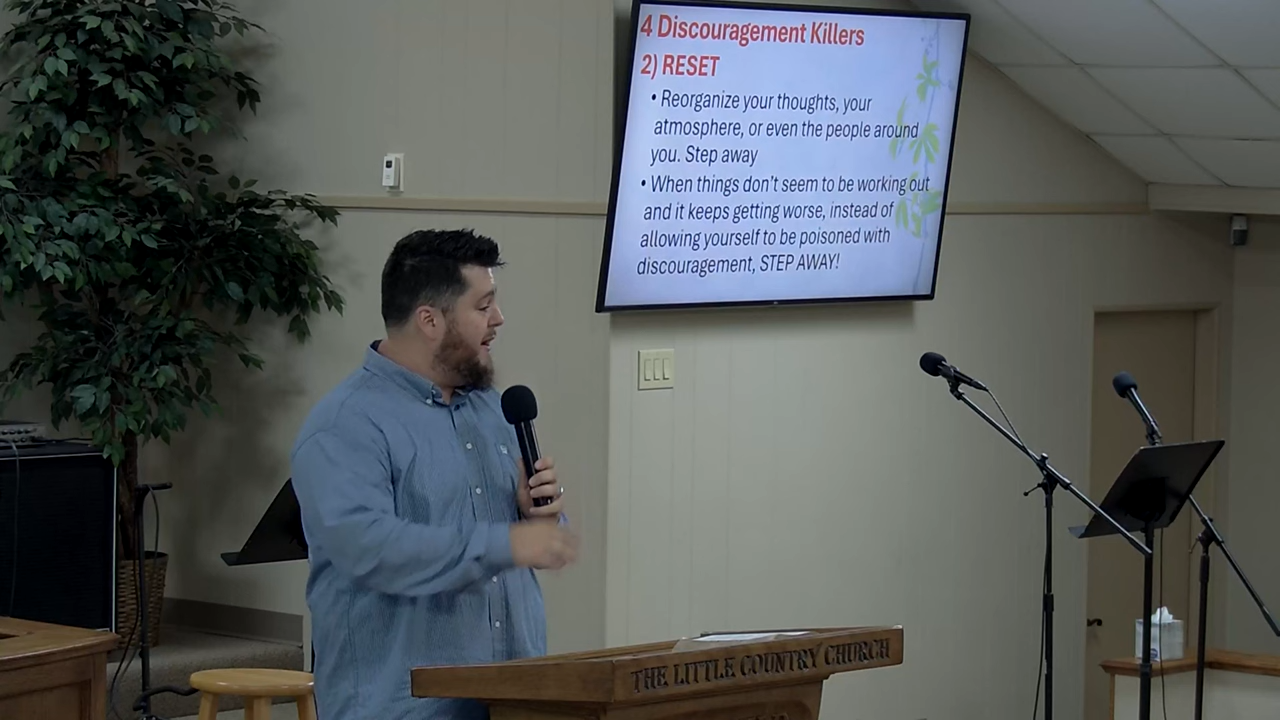 4 Discouragement Killers
2) RESET
• Reorganize your thoughts, your
atmosphere, or even the people around
you. Step away
• When things don't seem to be working out
and it keeps getting worse, instead of
allowing yourself to be poisoned with
discouragement, STEP AWAY!
THE LITTLE COUNTRY CHURCH